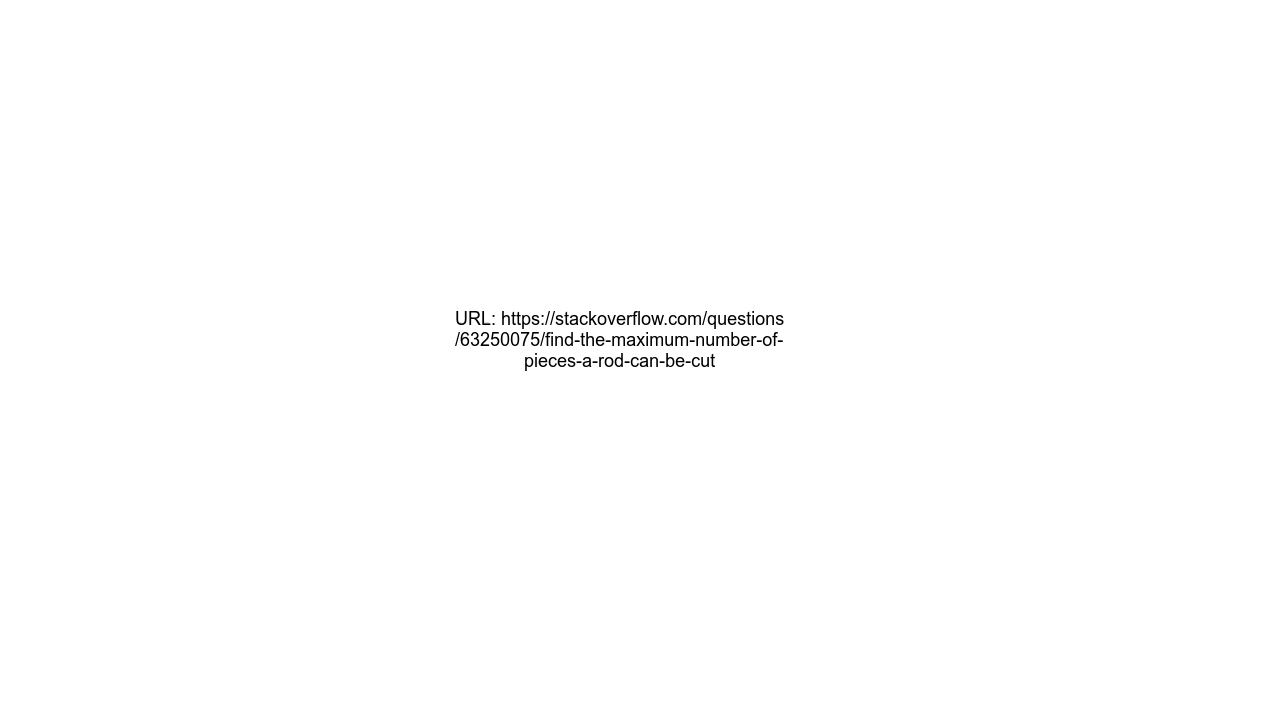 URL: https://stackoverflow.com/questions
/63250075/find-the-maximum-number-of-
pieces-a-rod-can-be-cut